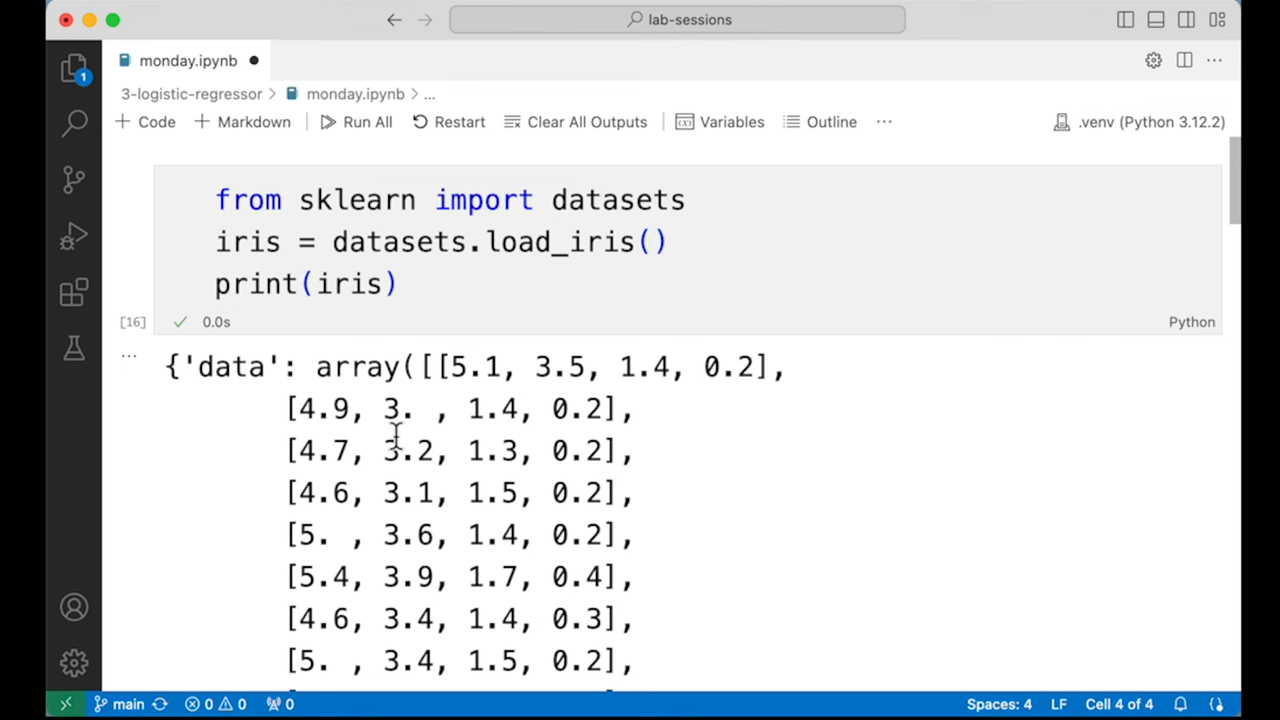 lab-sessions
1
monday.ipynb
3-logistic-regressor > monday.ipynb > ...
+ Code + Markdown Run All Restart Clear All Outputs Variables Outline ... .venv (Python 3.12.2)
from sklearn import datasets
iris = datasets.load_iris()
print(iris)
[16] ✓ 0.0s Python
... {'data': array([[5.1, 3.5, 1.4, 0.2],
[4.9, 3. , 1.4, 0.2],
[4.7, 3.2, 1.3, 0.2],
[4.6, 3.1, 1.5, 0.2],
[5. , 3.6, 1.4, 0.2],
[5.4, 3.9, 1.7, 0.4],
[4.6, 3.4, 1.4, 0.3],
[5. , 3.4, 1.5, 0.2],
main 0 0 0 Spaces: 4 LF Cell 4 of 4